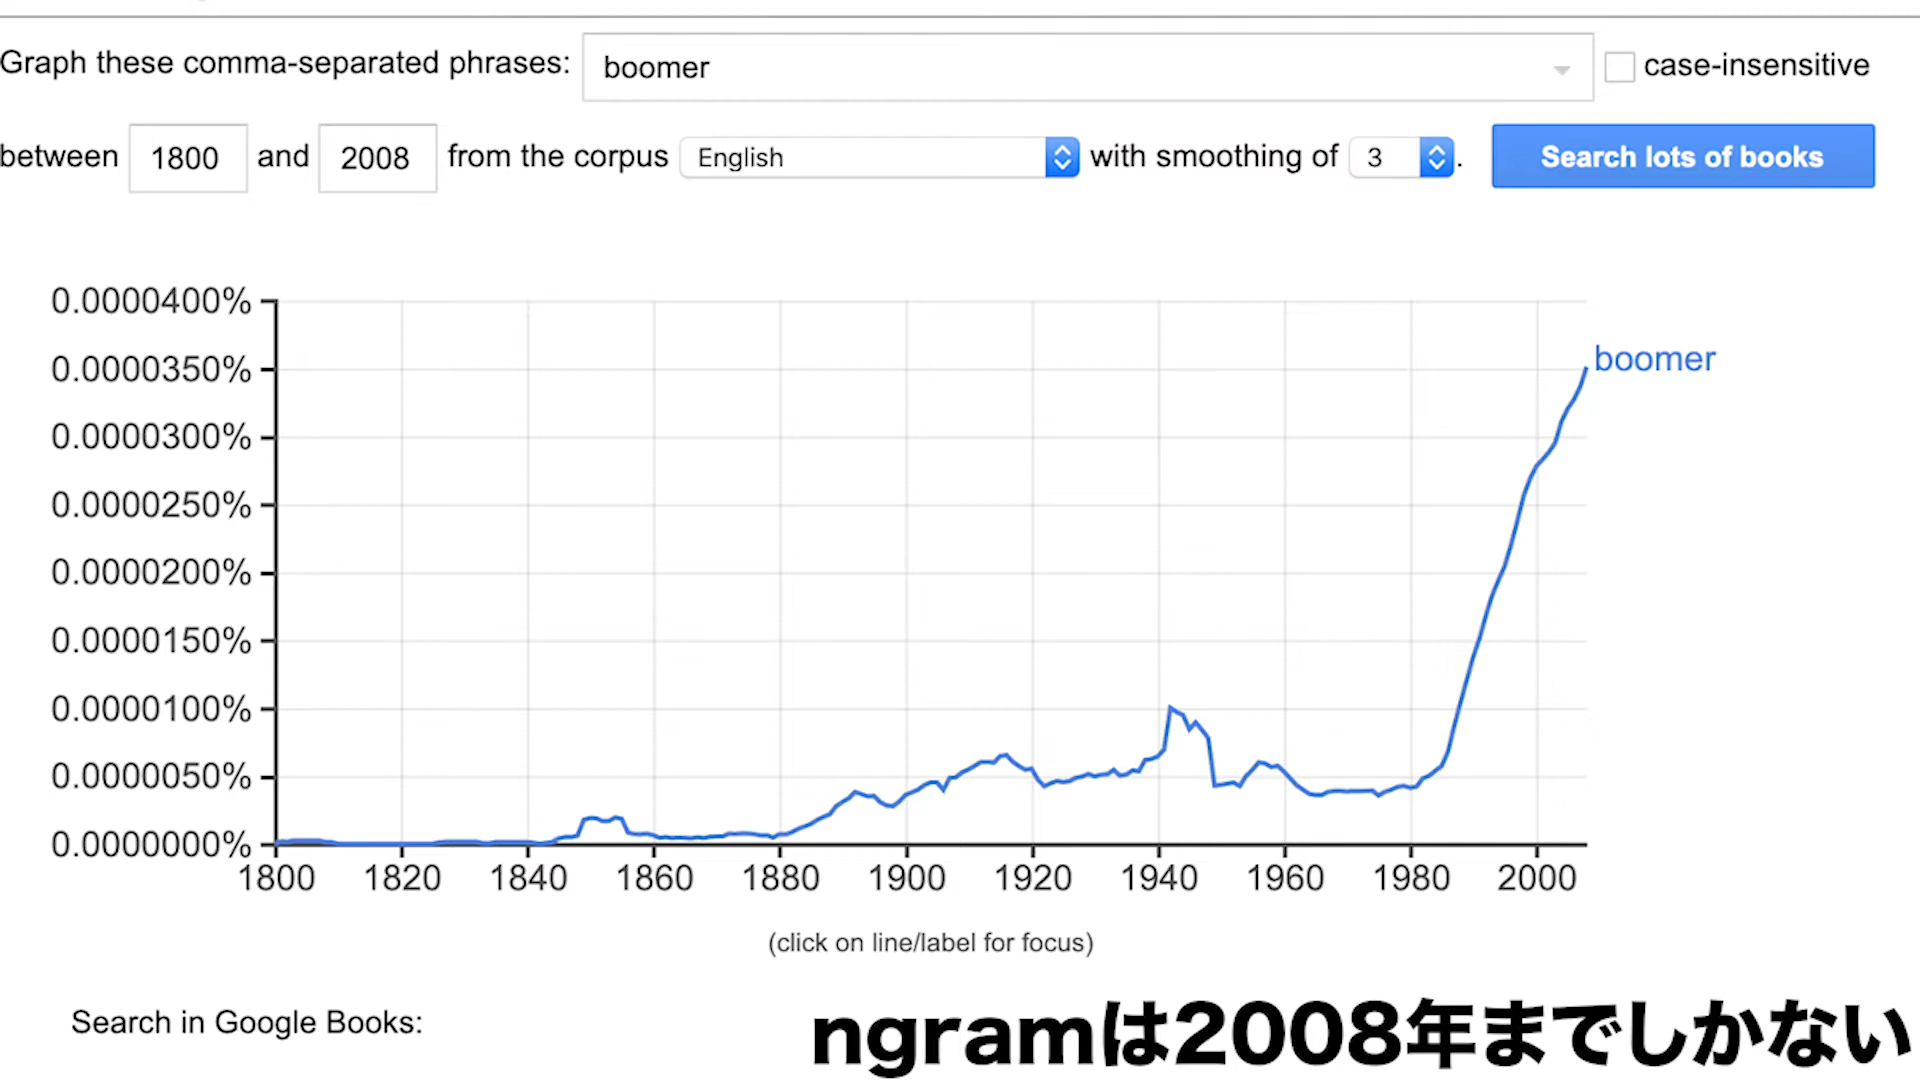 Graph these comma-separated phrases: boomer case-insensitive
between 1800 and 2008 from the corpus English with smoothing of 3 . Search lots of books
0.0000400%
0.0000350%
0.0000300%
0.0000250%
0.0000200%
0.0000150%
0.0000100%
0.0000050%
0.0000000%
boomer
1800 1820 1840 1860 1880 1900 1920 1940 1960 1980 2000
(click on line/label for focus)
Search in Google Books:
ngramは2008年までしかない